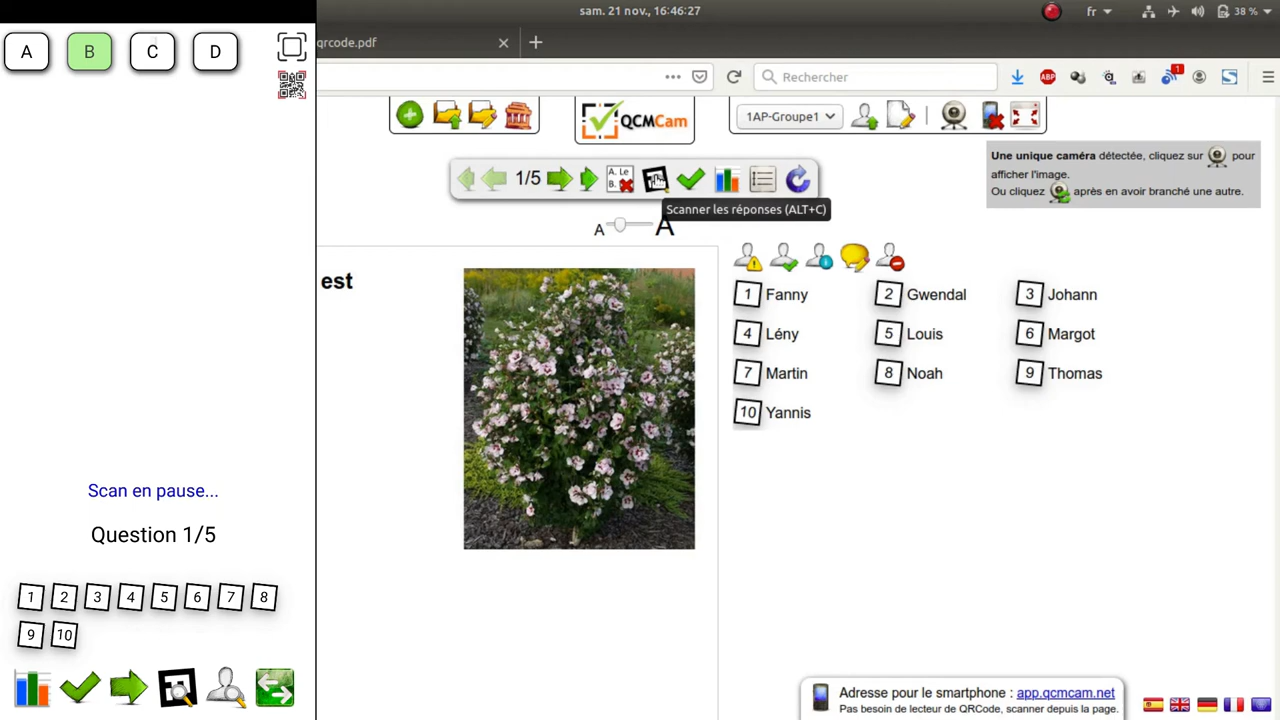 A B C D
Scan en pause...
Question 1/5
1 2 3 4 5 6 7 8
9 10
sam. 21 nov., 16:46:27
fr
38 %
qrcode.pdf
Rechercher
ABP
1
S
QCMCam
1AP-Groupe1
1/5
A. Le
B.
Scanner les réponses (ALT+C)
A A
Une unique caméra détectée, cliquez sur pour
afficher l'image.
Ou cliquez après en avoir branché une autre.
est
1 Fanny 2 Gwendal 3 Johann
4 Lény 5 Louis 6 Margot
7 Martin 8 Noah 9 Thomas
10 Yannis
Adresse pour le smartphone : app.qcmcam.net
Pas besoin de lecteur de QRCode, scanner depuis la page.